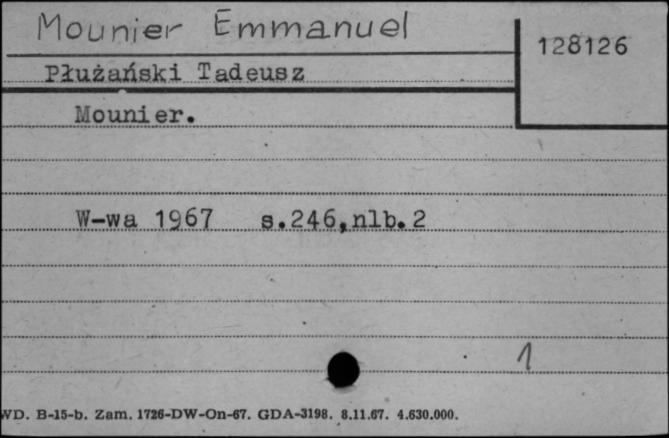 Mounier Emmanuel
128126
Płużański Tadeusz
Mounier.
W-wa 1967 s.246,nlb.2
1
WD. B-15-b. Zam. 1726-DW-On-67. GDA-3198. 8.11.67. 4.630.000.